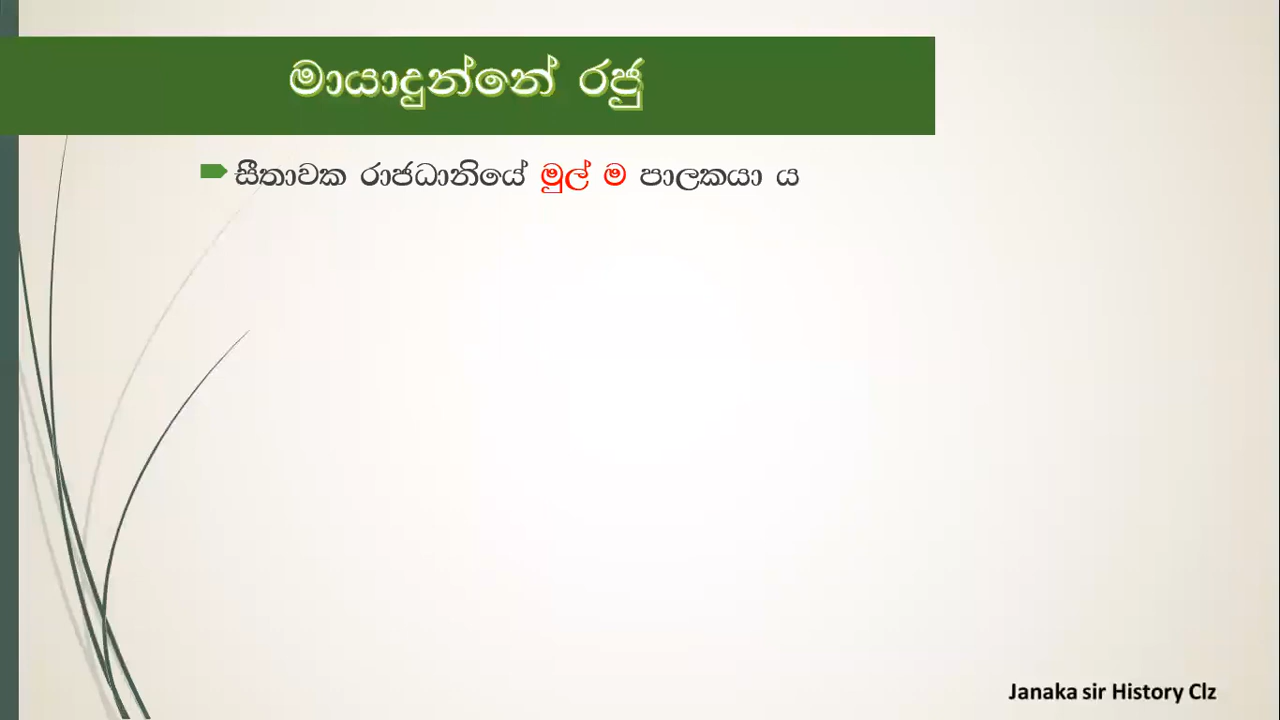 මායාදුන්නේ රජු
සීතාවක රාජධානියේ මුල් ම පාලකයා ය
Janaka sir History Clz